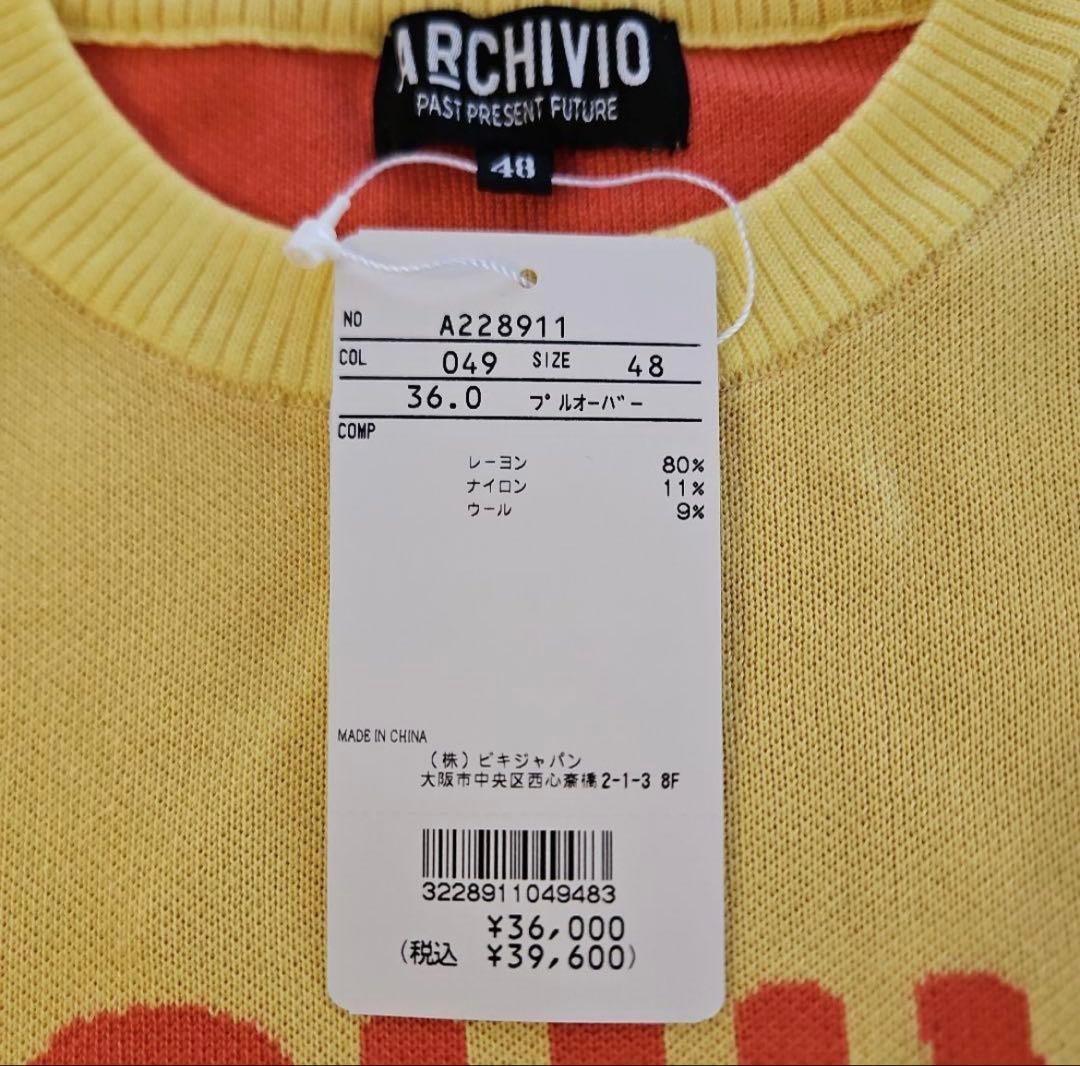 ARCHIVIO
PAST PRESENT FUTURE
48
NO A228911
COL 049 SIZE 48
36.0 プルオーバー
COMP
レーヨン 80%
ナイロン 11%
ウール 9%
MADE IN CHINA
(株)ビキジャパン
大阪市中央区西心斎橋2-1-3 8F
3228911049483
¥36,000
(税込 ¥39,600)